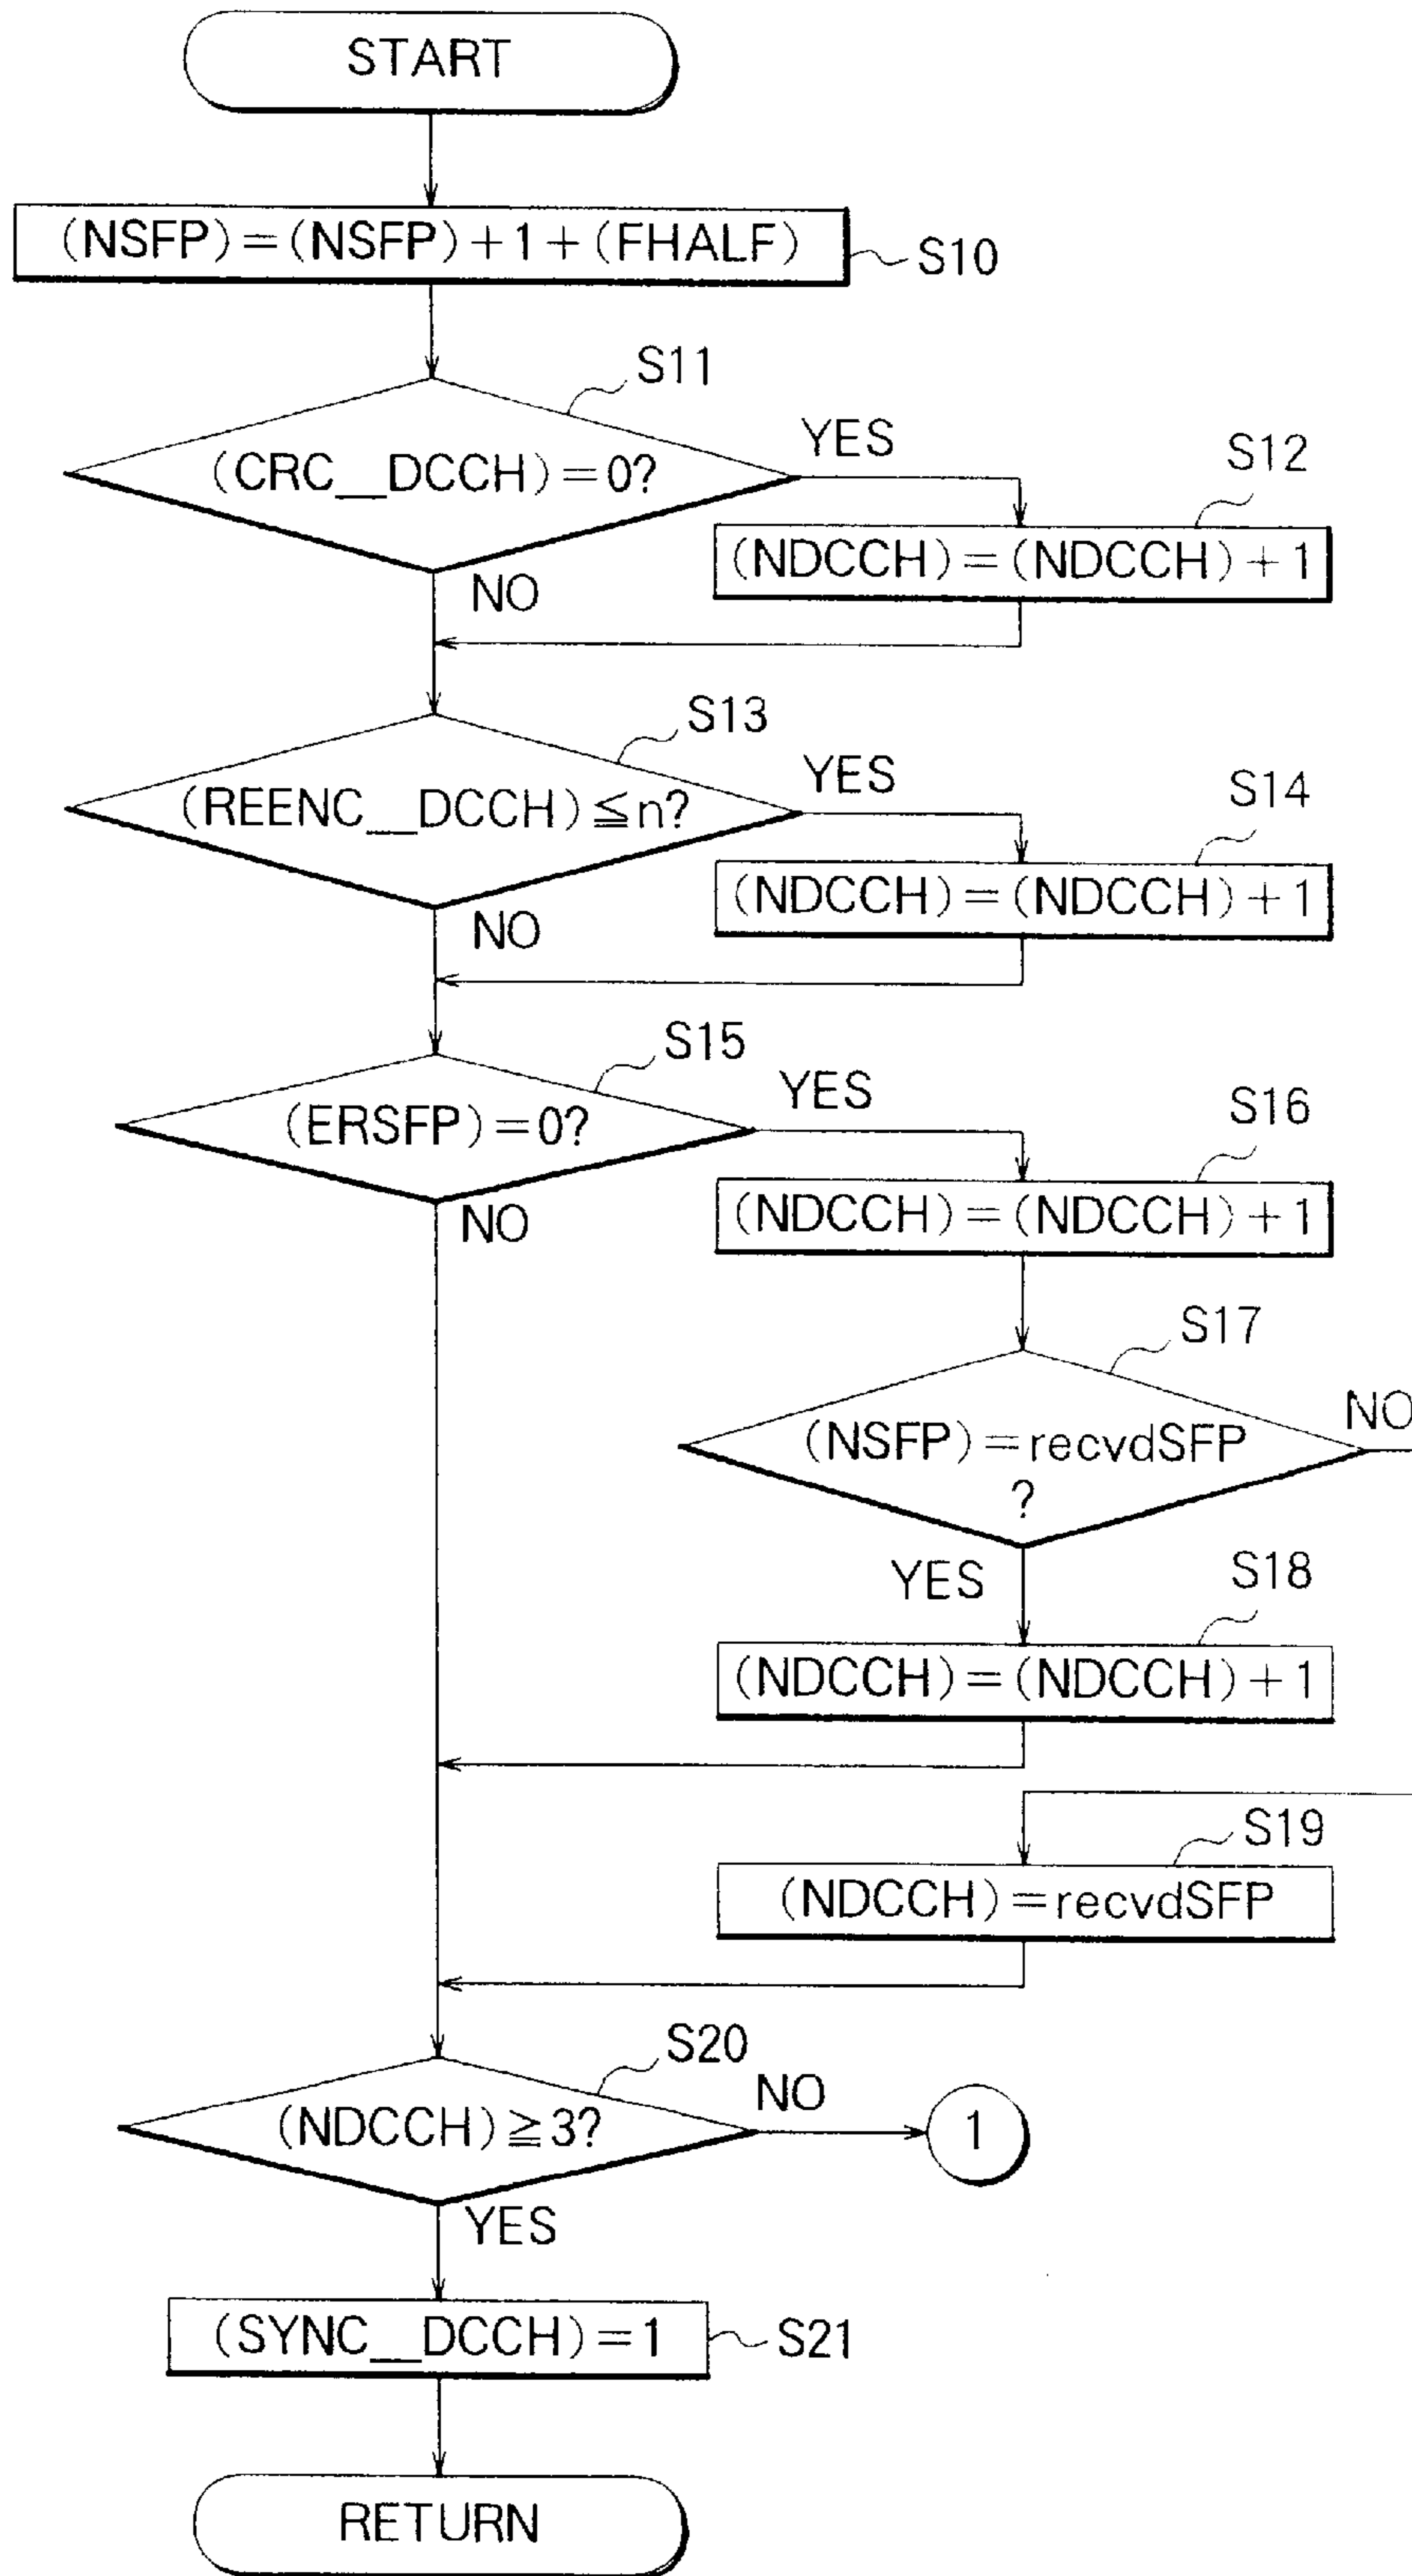 START
(NSFP)=(NSFP)+1+(FHALF)
S10
S11
(CRC__DCCH)=0?
YES
S12
(NDCCH)=(NDCCH)+1
NO
S13
(REENC__DCCH)≦n?
YES
S14
(NDCCH)=(NDCCH)+1
NO
S15
(ERSFP)=0?
YES
S16
(NDCCH)=(NDCCH)+1
NO
S17
(NSFP)=recvdSFP
?
NO
YES
S18
(NDCCH)=(NDCCH)+1
S19
(NDCCH)=recvdSFP
S20
(NDCCH)≧3?
NO
1
YES
(SYNC__DCCH)=1
S21
RETURN